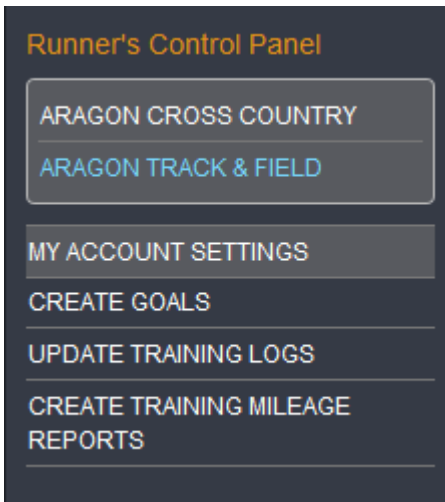 Runner's Control Panel
ARAGON CROSS COUNTRY
ARAGON TRACK & FIELD
MY ACCOUNT SETTINGS
CREATE GOALS
UPDATE TRAINING LOGS
CREATE TRAINING MILEAGE
REPORTS